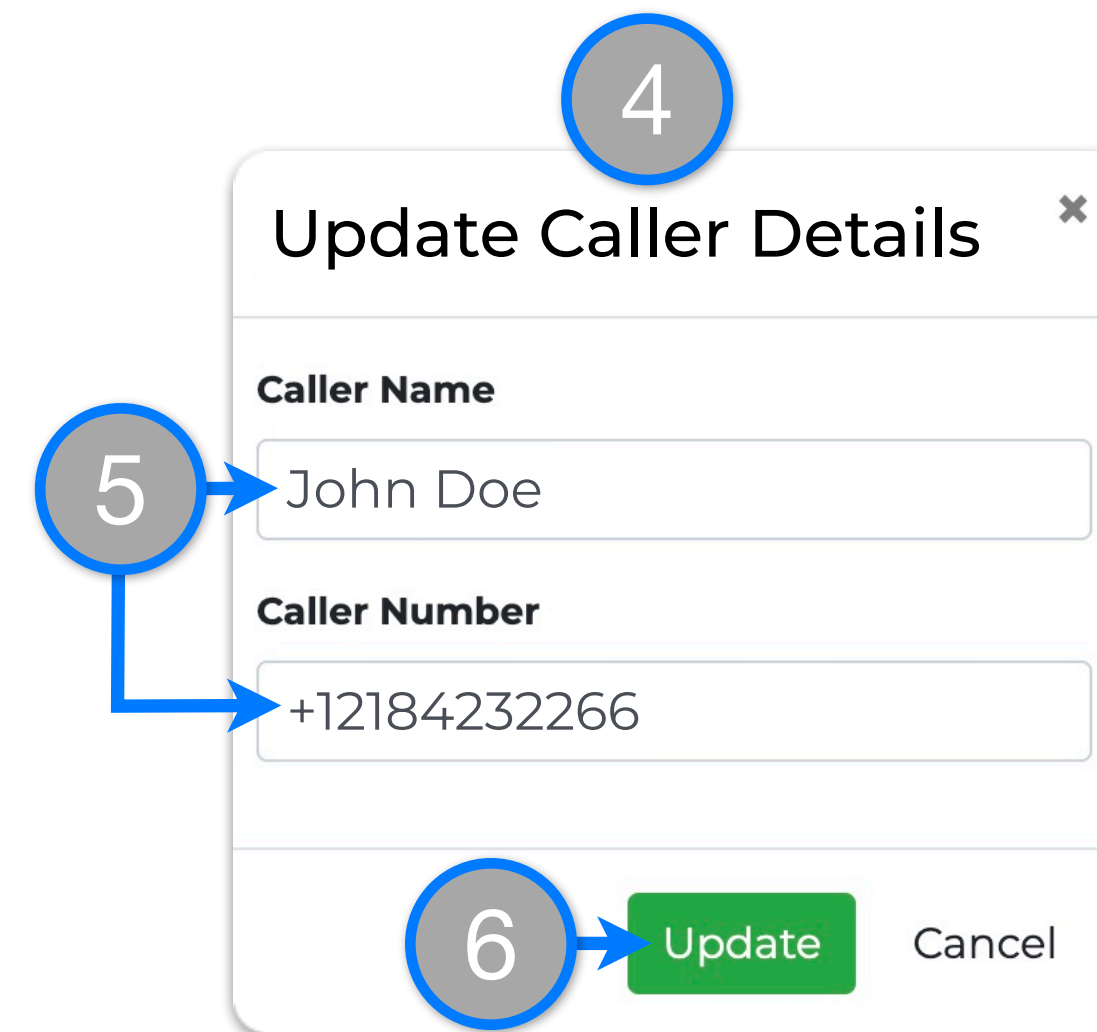 4
Update Caller Details ×
Caller Name
5
John Doe
Caller Number
+12184232266
6
Update Cancel